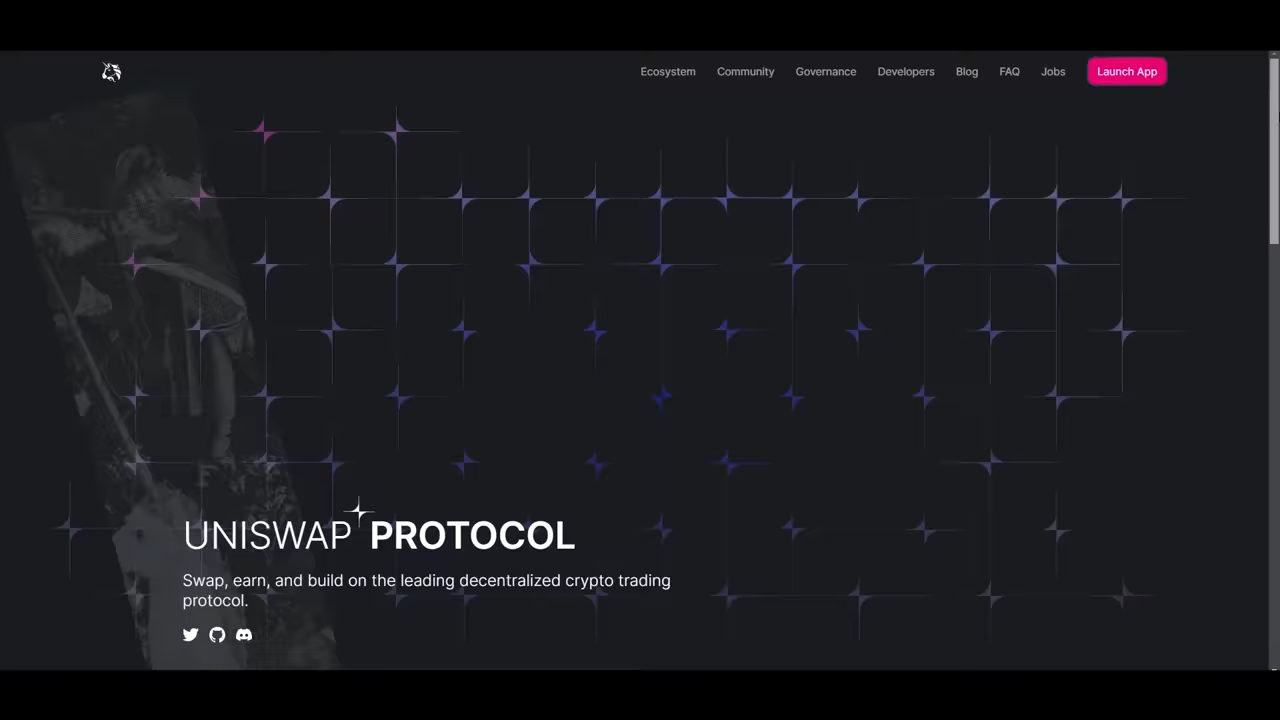 Ecosystem Community Governance Developers Blog FAQ Jobs Launch App
UNISWAP PROTOCOL
Swap, earn, and build on the leading decentralized crypto trading
protocol.